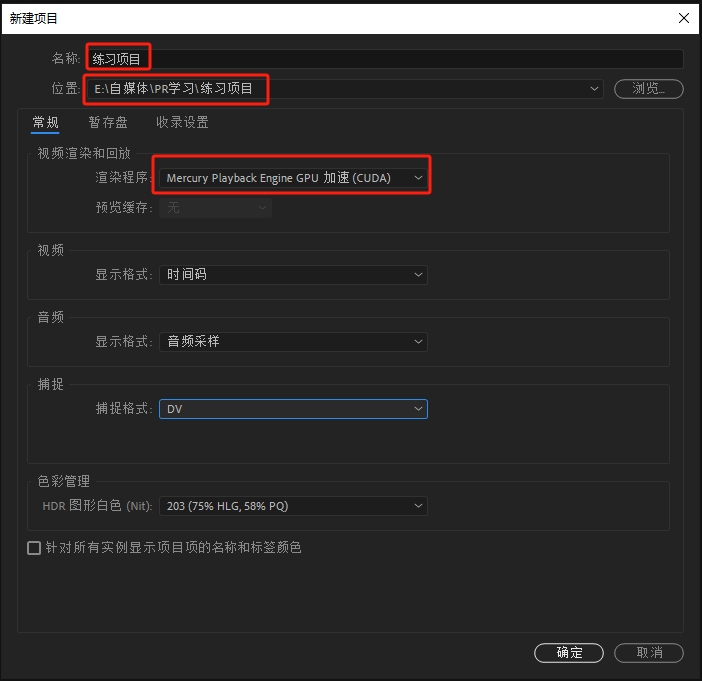 新建项目
名称: 练习项目
位置: E:\自媒体\PR学习\练习项目 浏览...
常规 暂存盘 收录设置
视频渲染和回放
渲染程序: Mercury Playback Engine GPU 加速 (CUDA)
预览缓存: 无
视频
显示格式: 时间码
音频
显示格式: 音频采样
捕捉
捕捉格式: DV
色彩管理
HDR 图形白色 (Nit): 203 (75% HLG, 58% PQ)
针对所有实例显示项目项的名称和标签颜色
确定 取消